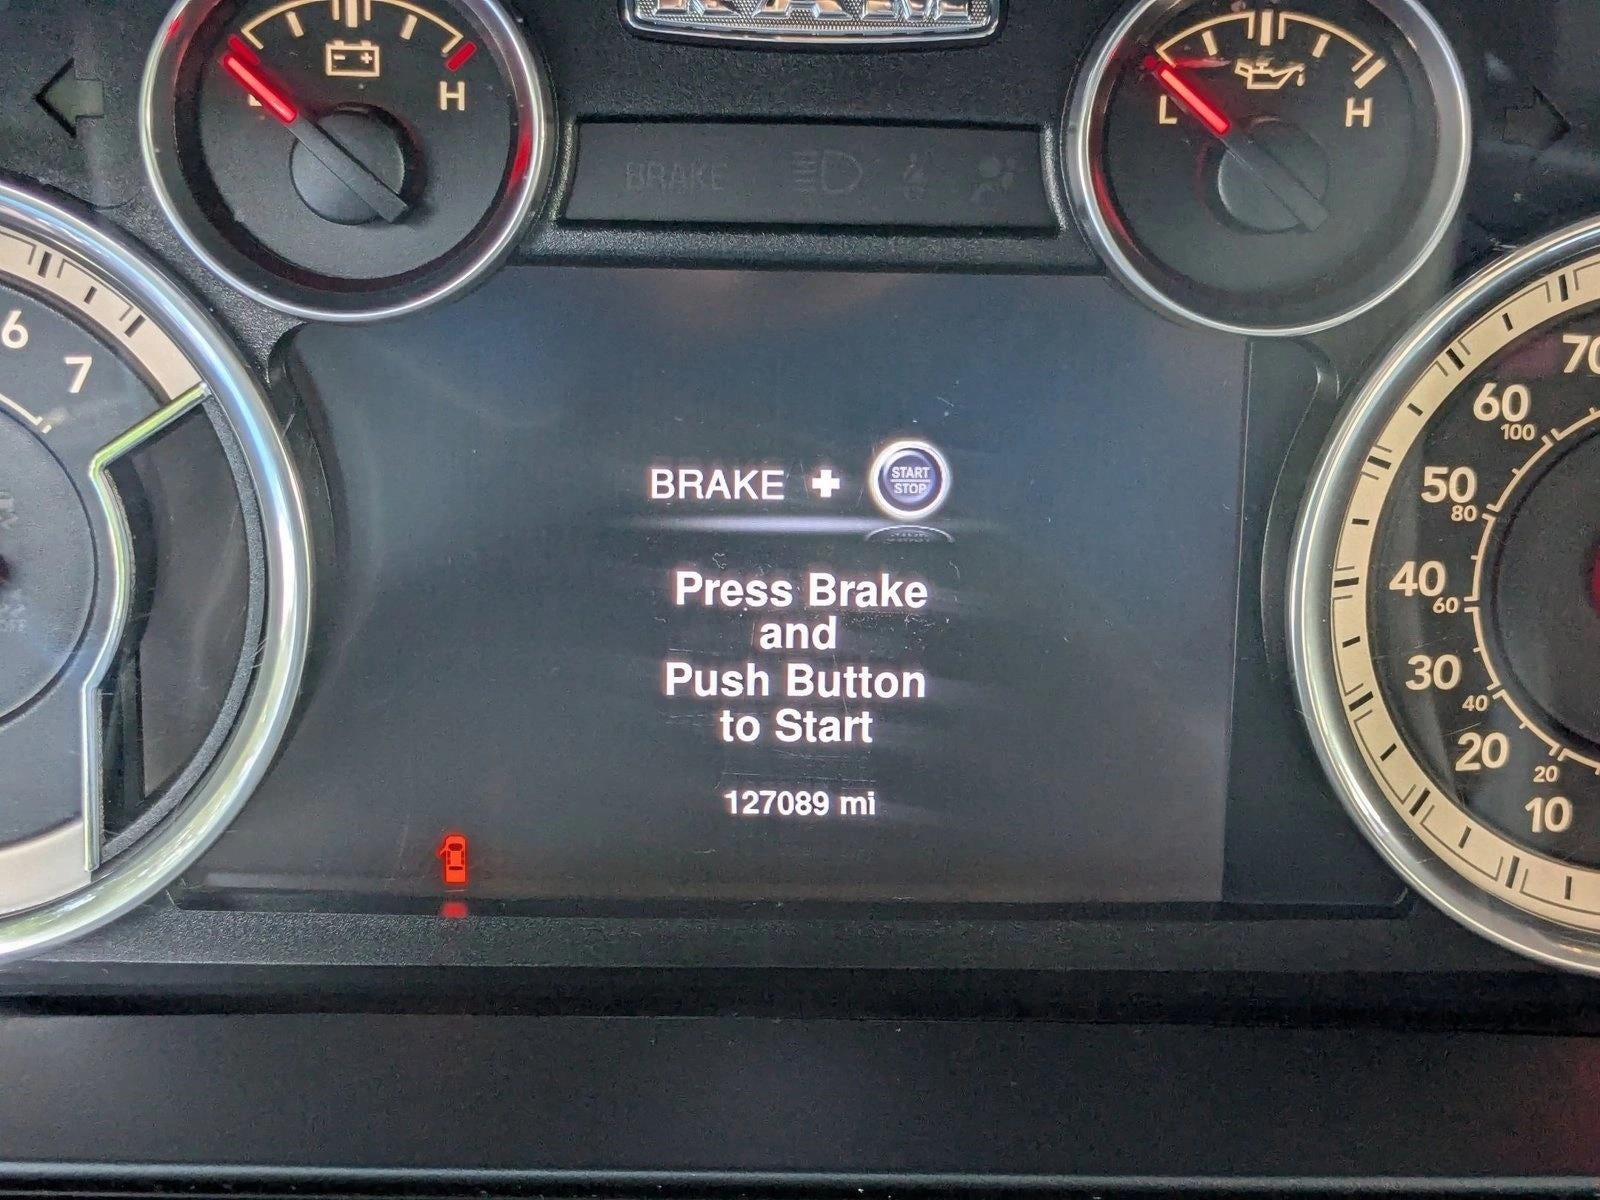 RAM
H
L
H
BRAKE
6
7
BRAKE + START
STOP
Press Brake
and
Push Button
to Start
127089 mi
70
60
100
50
80
40
60
30
40
20
20
10